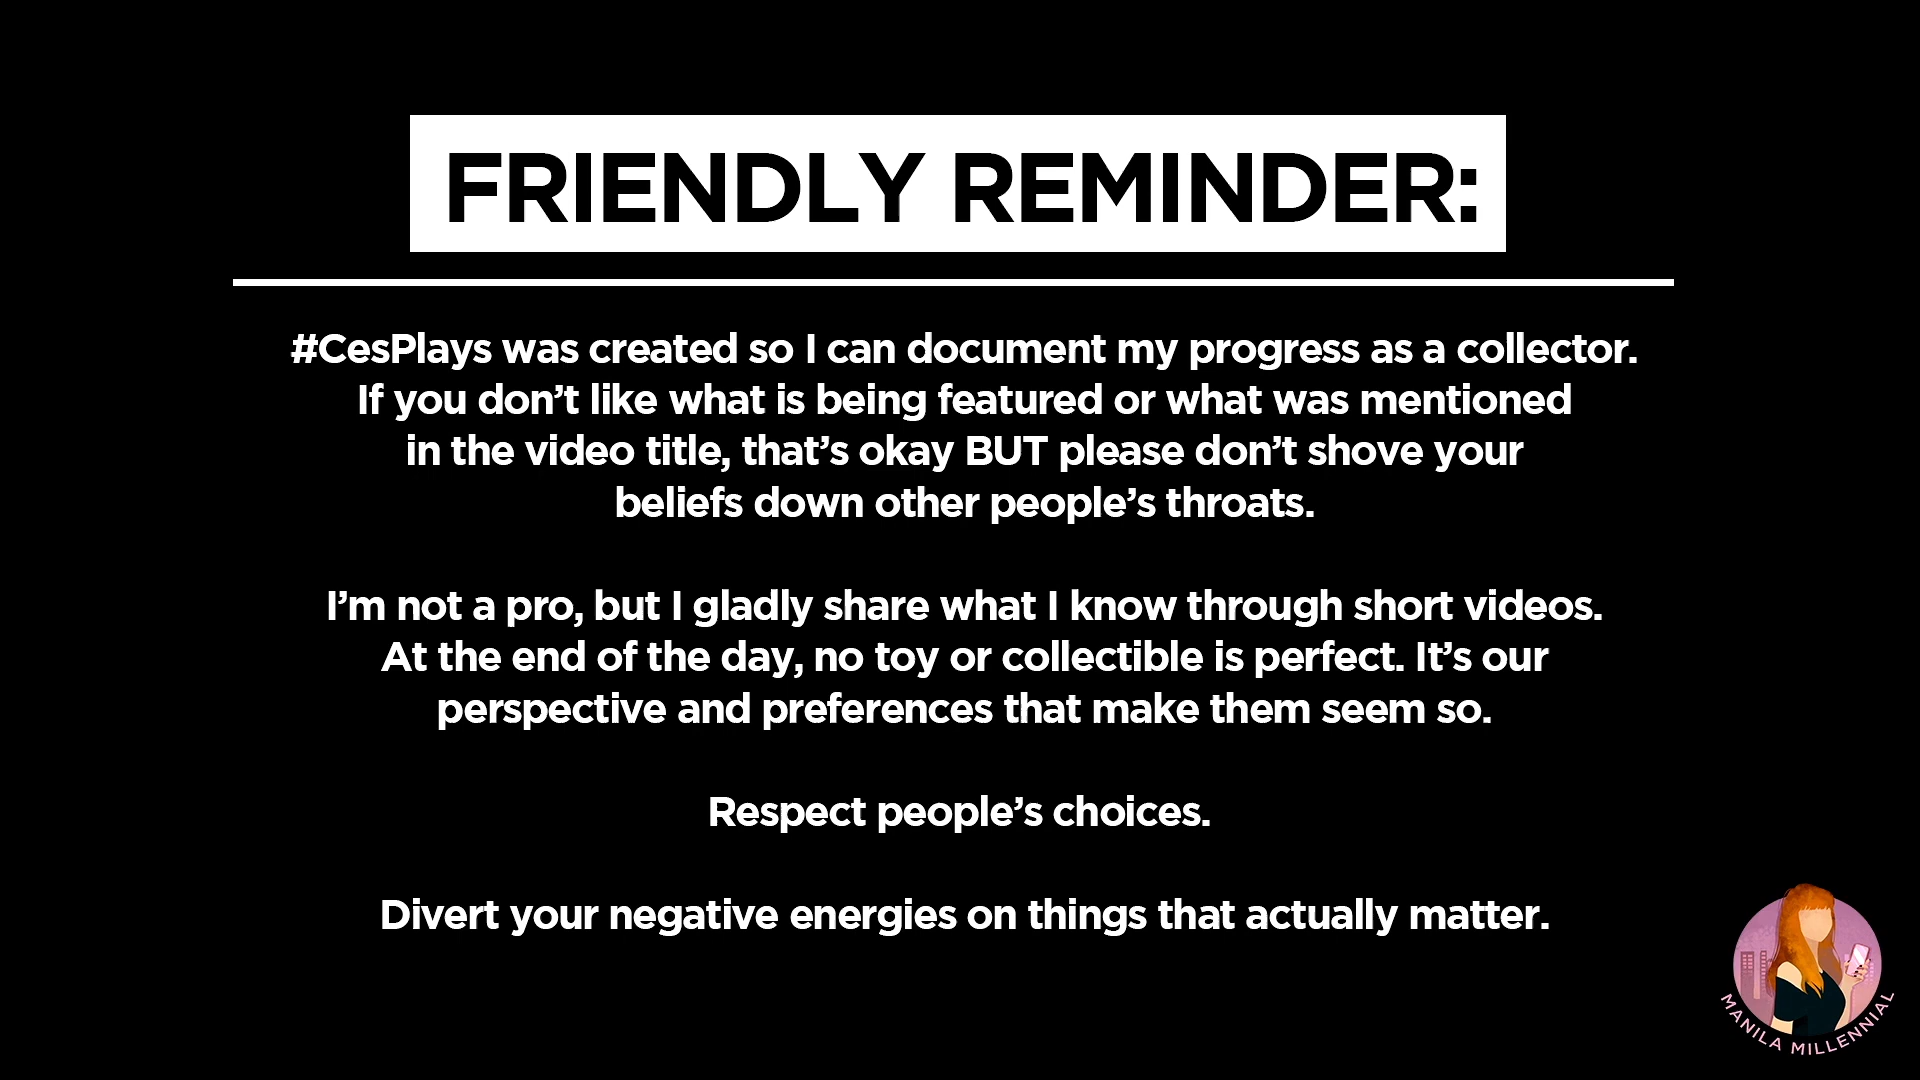 FRIENDLY REMINDER:
#CesPlays was created so I can document my progress as a collector.
If you don’t like what is being featured or what was mentioned
in the video title, that’s okay BUT please don’t shove your
beliefs down other people’s throats.
I’m not a pro, but I gladly share what I know through short videos.
At the end of the day, no toy or collectible is perfect. It’s our
perspective and preferences that make them seem so.
Respect people’s choices.
Divert your negative energies on things that actually matter.
MANILA MILLENNIAL